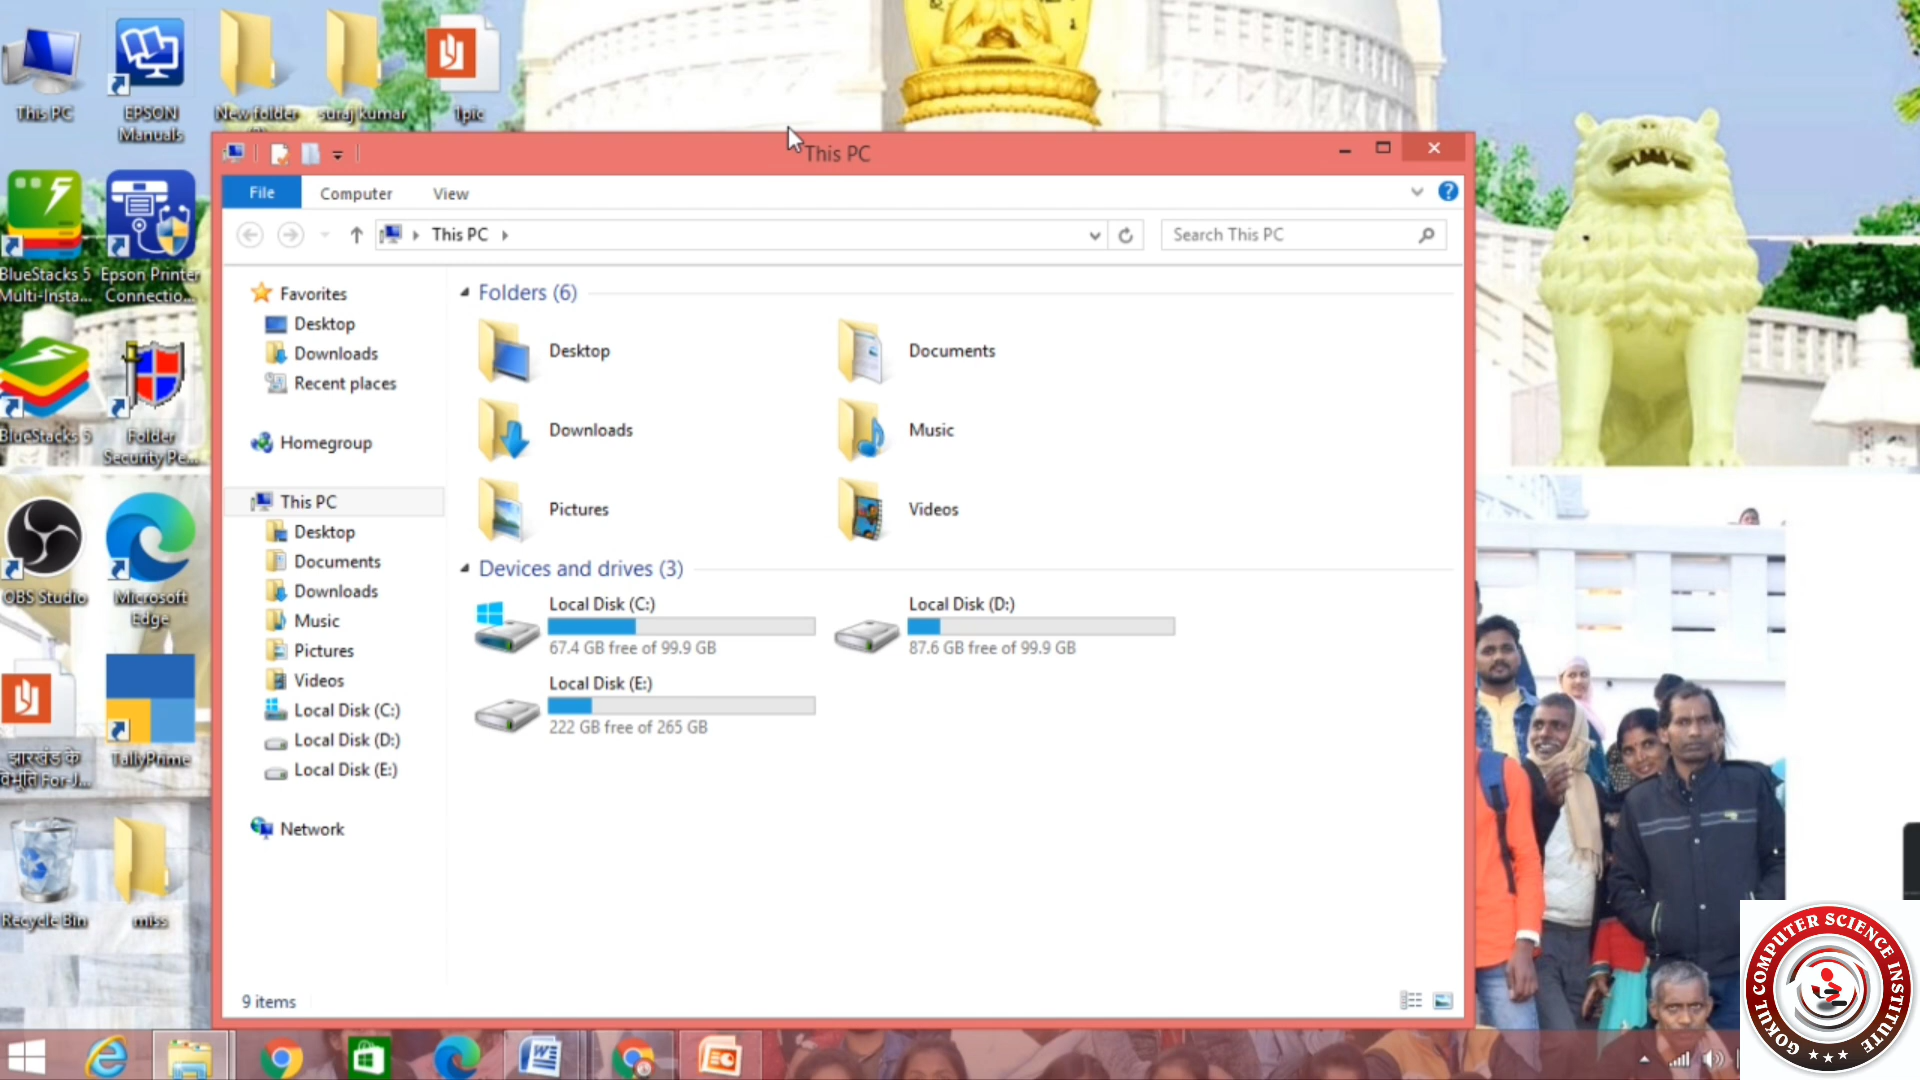 This PC
EPSON
Manuals
New folder
suraj kumar
1pic
BlueStacks 5
Multi-Insta...
Epson Printer
Connectio...
BlueStacks 5
Folder
Security Pe...
OBS Studio
Microsoft
Edge
झारखंड के
विभूति For-J...
TallyPrime
Recycle Bin
miss
This PC
File
Computer
View
This PC
Search This PC
Favorites
Desktop
Downloads
Recent places
Homegroup
This PC
Desktop
Documents
Downloads
Music
Pictures
Videos
Local Disk (C:)
Local Disk (D:)
Local Disk (E:)
Network
Folders (6)
Desktop
Documents
Downloads
Music
Pictures
Videos
Devices and drives (3)
Local Disk (C:)
67.4 GB free of 99.9 GB
Local Disk (D:)
87.6 GB free of 99.9 GB
Local Disk (E:)
222 GB free of 265 GB
9 items
GOKUL COMPUTER SCIENCE INSTITUTE